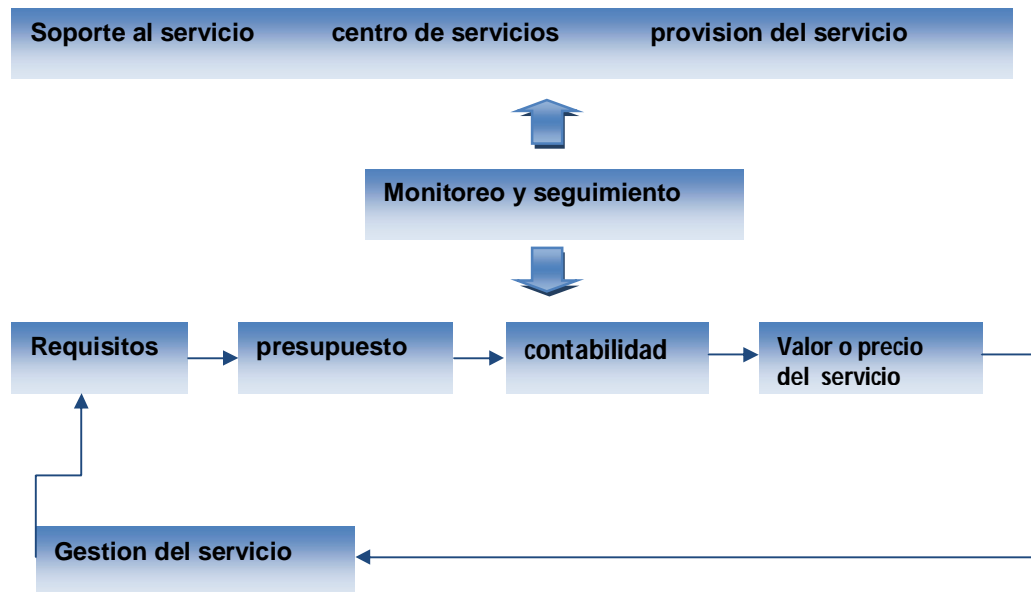 Soporte al servicio centro de servicios provision del servicio
Monitoreo y seguimiento
Requisitos
presupuesto
contabilidad
Valor o precio
del servicio
Gestion del servicio